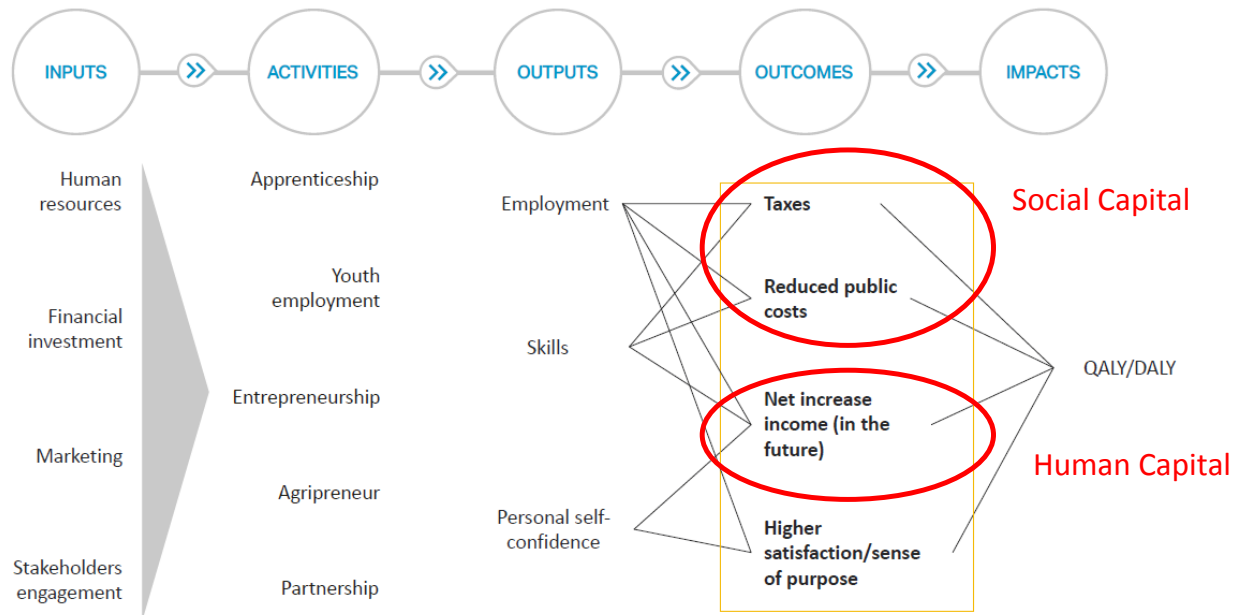 INPUTS
ACTIVITIES
OUTPUTS
OUTCOMES
IMPACTS
Human
resources
Financial
investment
Marketing
Stakeholders
engagement
Apprenticeship
Youth
employment
Entrepreneurship
Agripreneur
Partnership
Employment
Skills
Personal self-
confidence
Taxes
Reduced public
costs
Net increase
income (in the
future)
Higher
satisfaction/sense
of purpose
Social Capital
QALY/DALY
Human Capital